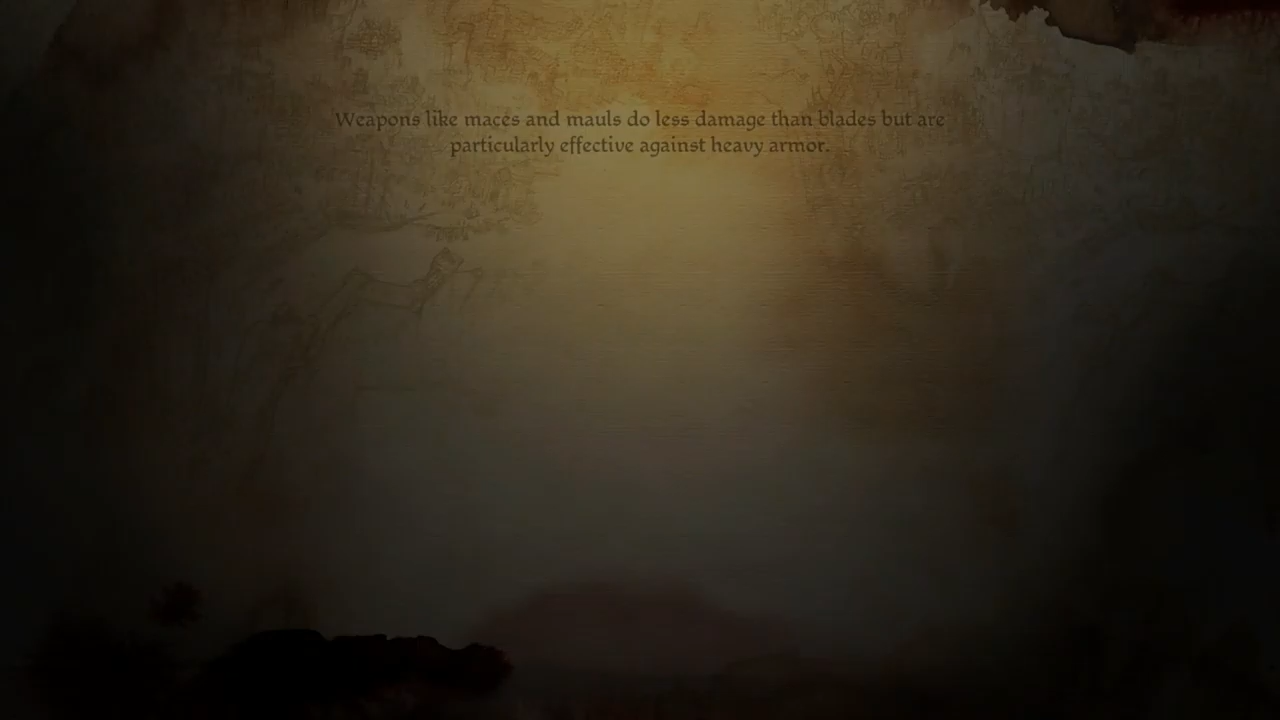 Weapons like maces and mauls do less damage than blades but are
particularly effective against heavy armor.